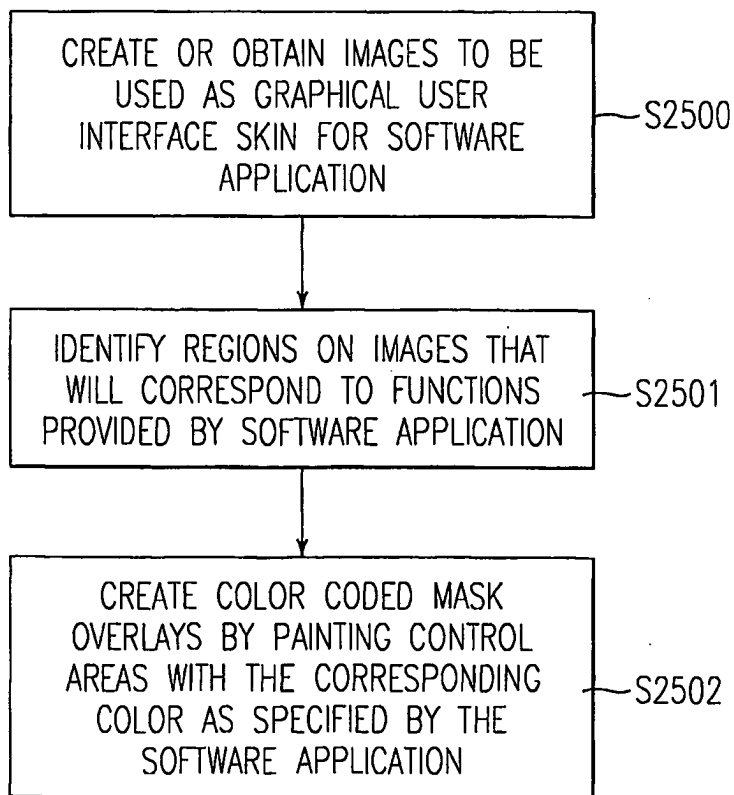 CREATE OR OBTAIN IMAGES TO BE
USED AS GRAPHICAL USER
INTERFACE SKIN FOR SOFTWARE
APPLICATION
S2500
IDENTIFY REGIONS ON IMAGES THAT
WILL CORRESPOND TO FUNCTIONS
PROVIDED BY SOFTWARE APPLICATION
S2501
CREATE COLOR CODED MASK
OVERLAYS BY PAINTING CONTROL
AREAS WITH THE CORRESPONDING
COLOR AS SPECIFIED BY THE
SOFTWARE APPLICATION
S2502